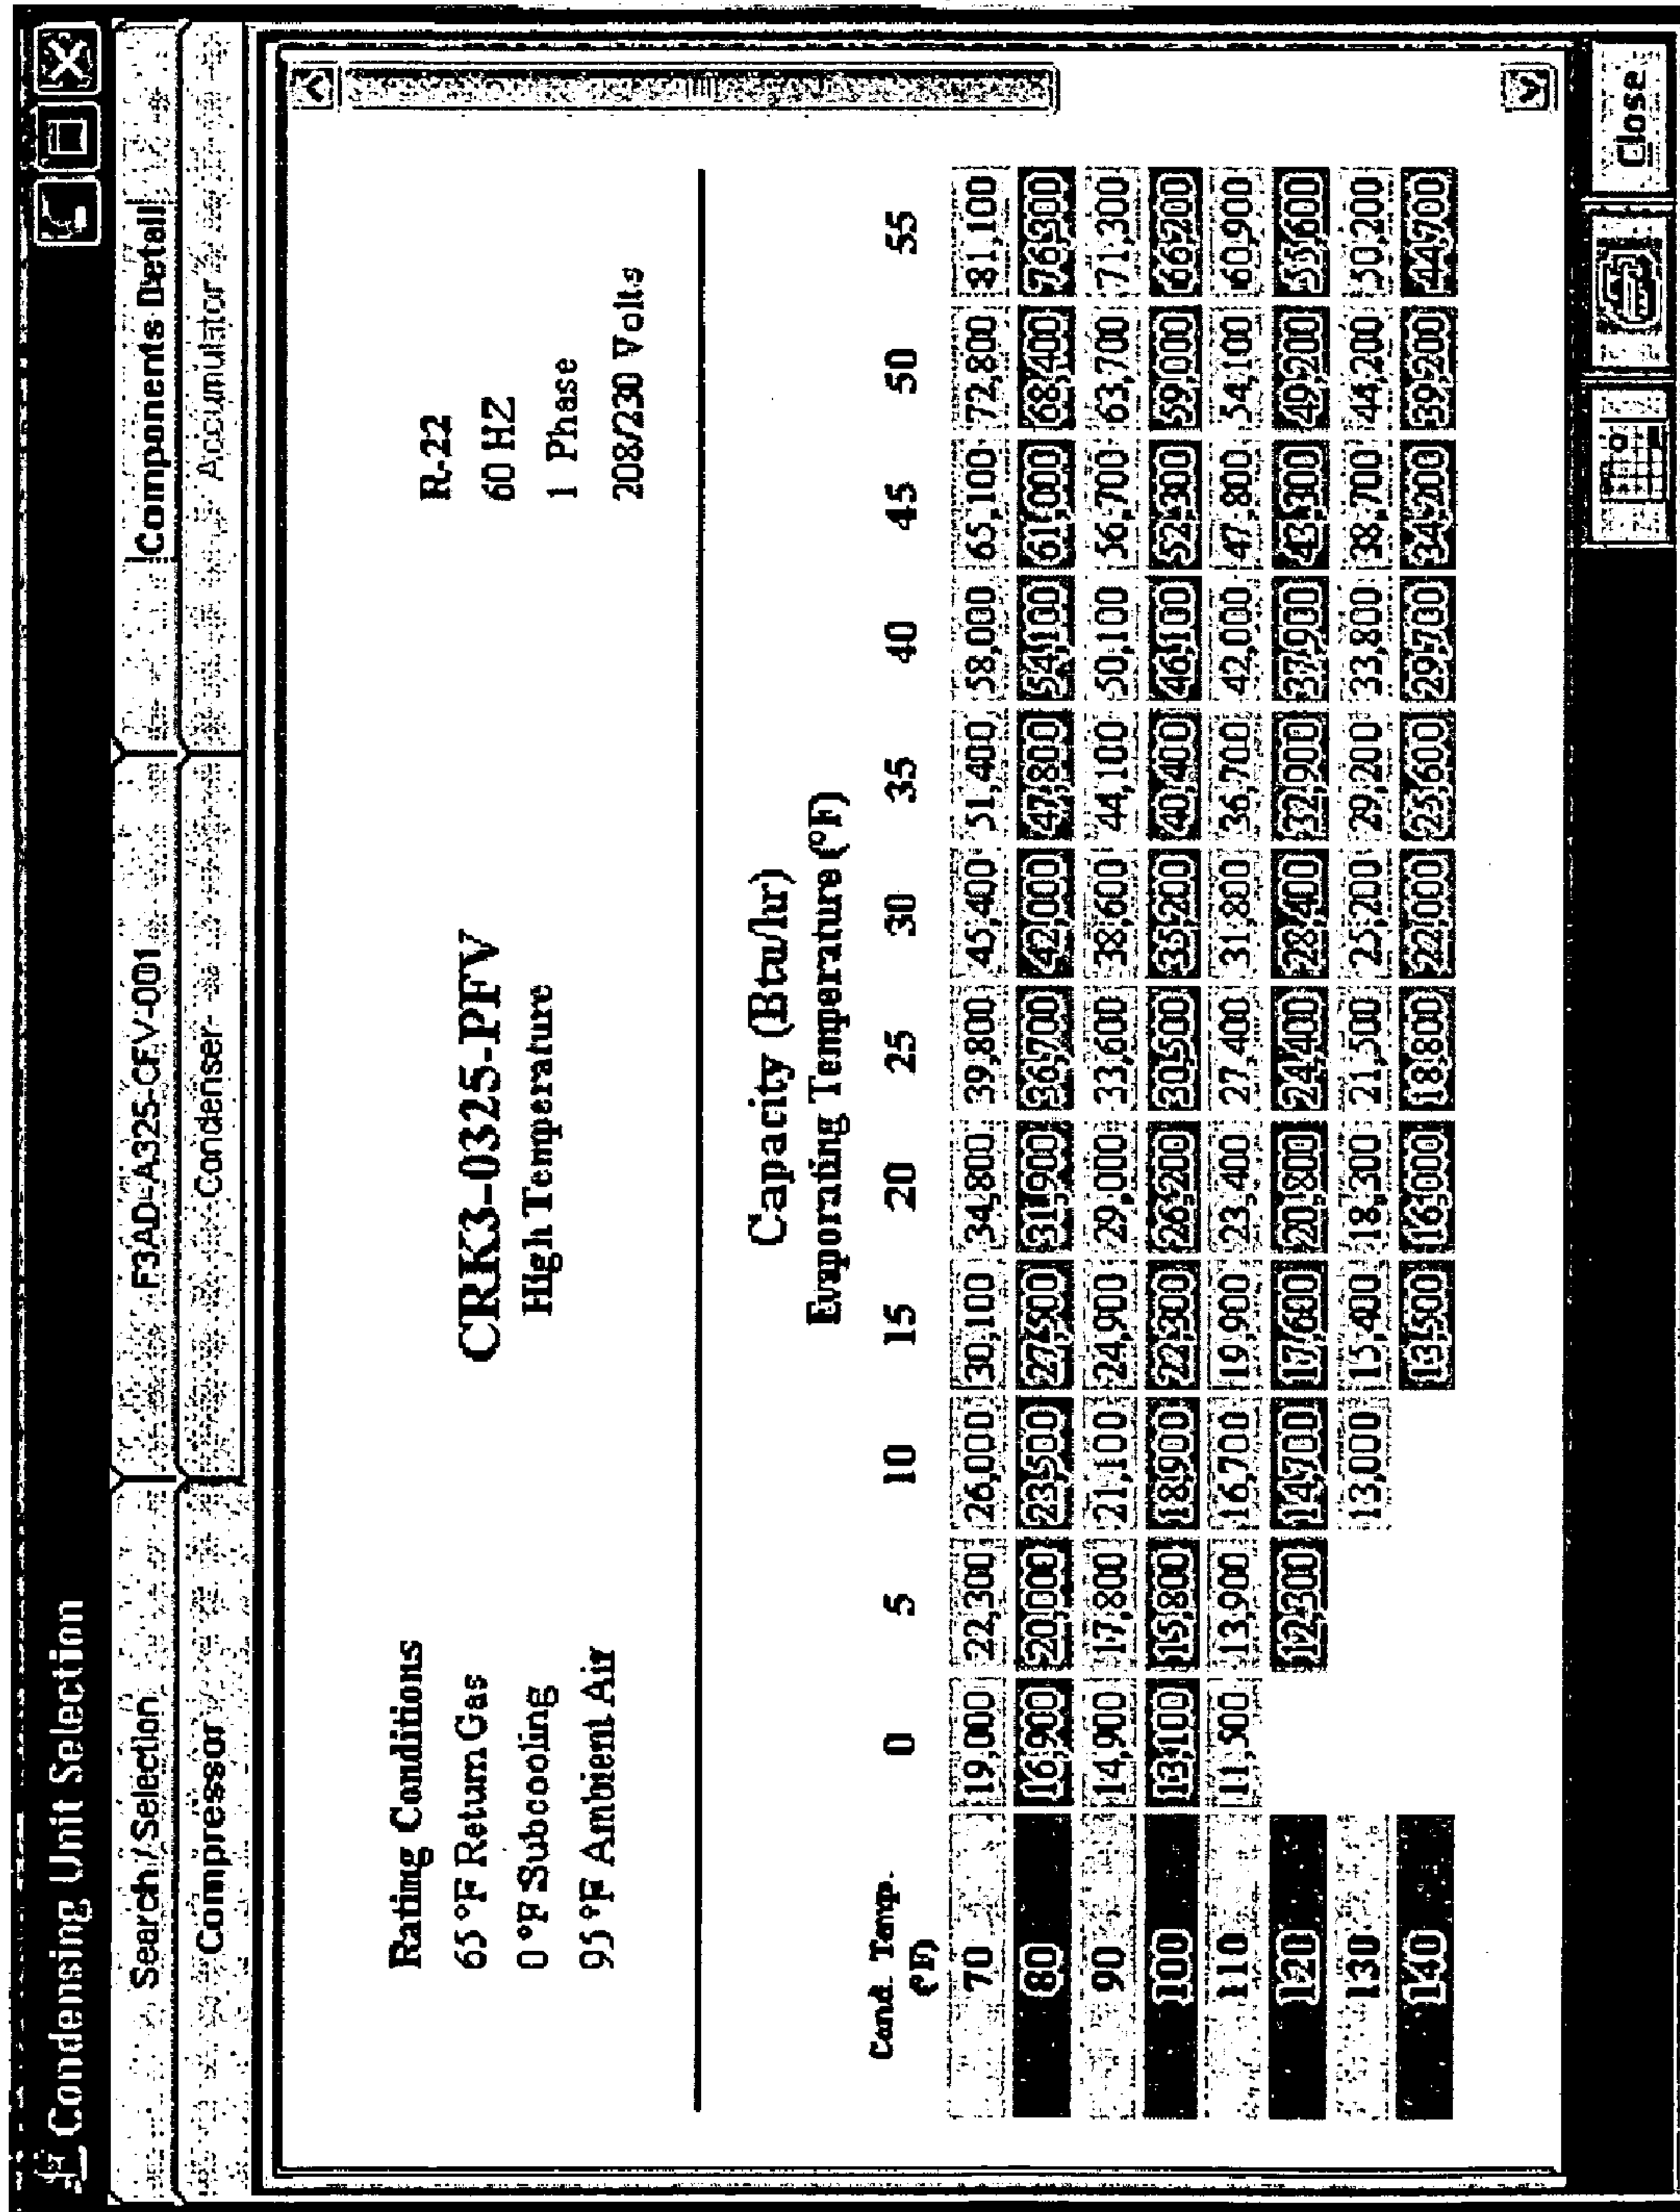 Condensing Unit Selection
Search / Selection F3AD-A325-CFV-001 Components Detail
Compressor Condenser Accumulator
Rating Conditions
65 °F Return Gas
0 °F Subcooling
95 °F Ambient Air
CRK3-0325-PFV
High Temperature
R-22
60 HZ
1 Phase
208/230 Volts
Capacity (Btu/hr)
Evaporating Temperature (°F)
Cond. Temp. 0 5 10 15 20 25 30 35 40 45 50 55
(°F)
70 19,000 22,300 26,000 30,100 34,800 39,800 45,400 51,400 58,000 65,100 72,800 81,100
80 16,900 20,000 23,500 27,500 31,900 36,700 42,000 47,800 54,100 61,000 68,400 76,300
90 14,900 17,800 21,100 24,900 29,000 33,600 38,600 44,100 50,100 56,700 63,700 71,300
100 13,100 15,800 18,900 22,300 26,200 30,500 35,200 40,400 46,100 52,300 59,000 66,200
110 11,500 13,900 16,700 19,900 23,400 27,400 31,800 36,700 42,000 47,800 54,100 60,900
120 12,300 14,700 17,600 20,800 24,400 28,400 32,900 37,900 43,300 49,200 55,600
130 13,000 15,400 18,300 21,500 25,200 29,200 33,800 38,700 44,200 50,200
140 13,500 16,000 18,800 22,000 25,600 29,700 34,200 39,200 44,700
Close